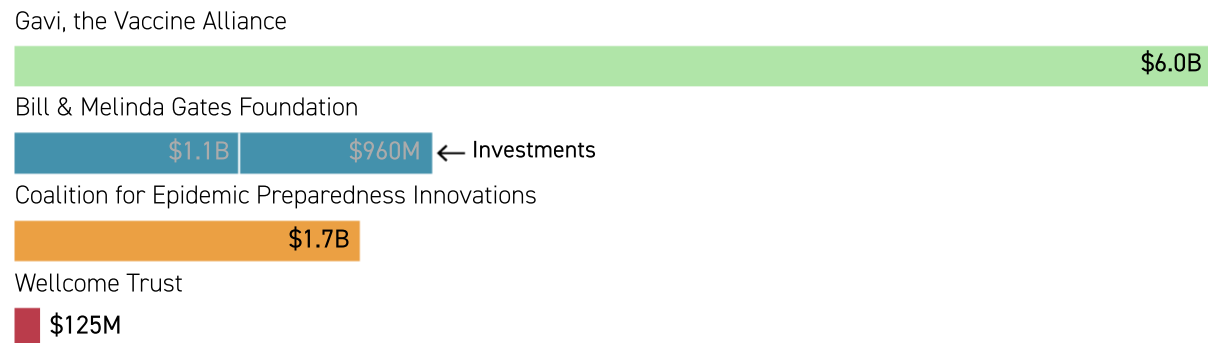 Gavi, the Vaccine Alliance
$6.0B
Bill & Melinda Gates Foundation
$1.1B $960M ← Investments
Coalition for Epidemic Preparedness Innovations
$1.7B
Wellcome Trust
$125M